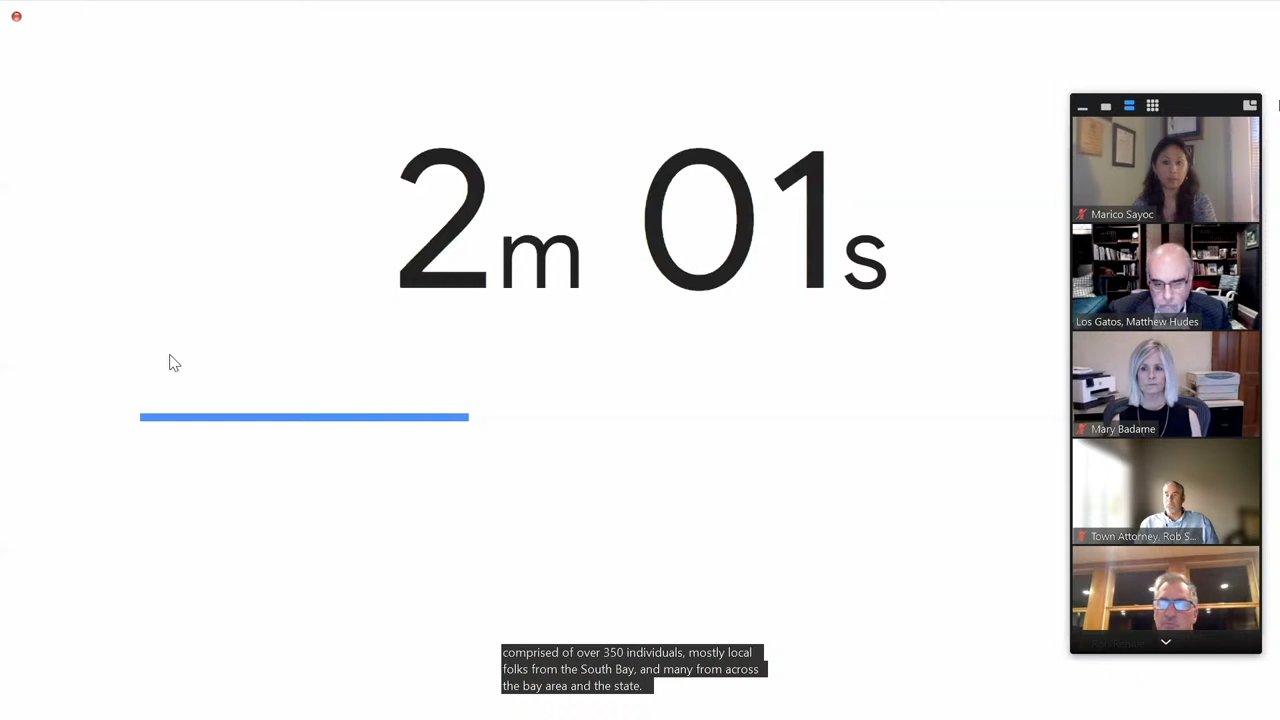 2m 01s
Marico Sayoc
Los Gatos, Matthew Hudes
Mary Badame
Town Attorney, Rob S...
comprised of over 350 individuals, mostly local
folks from the South Bay, and many from across
the bay area and the state.